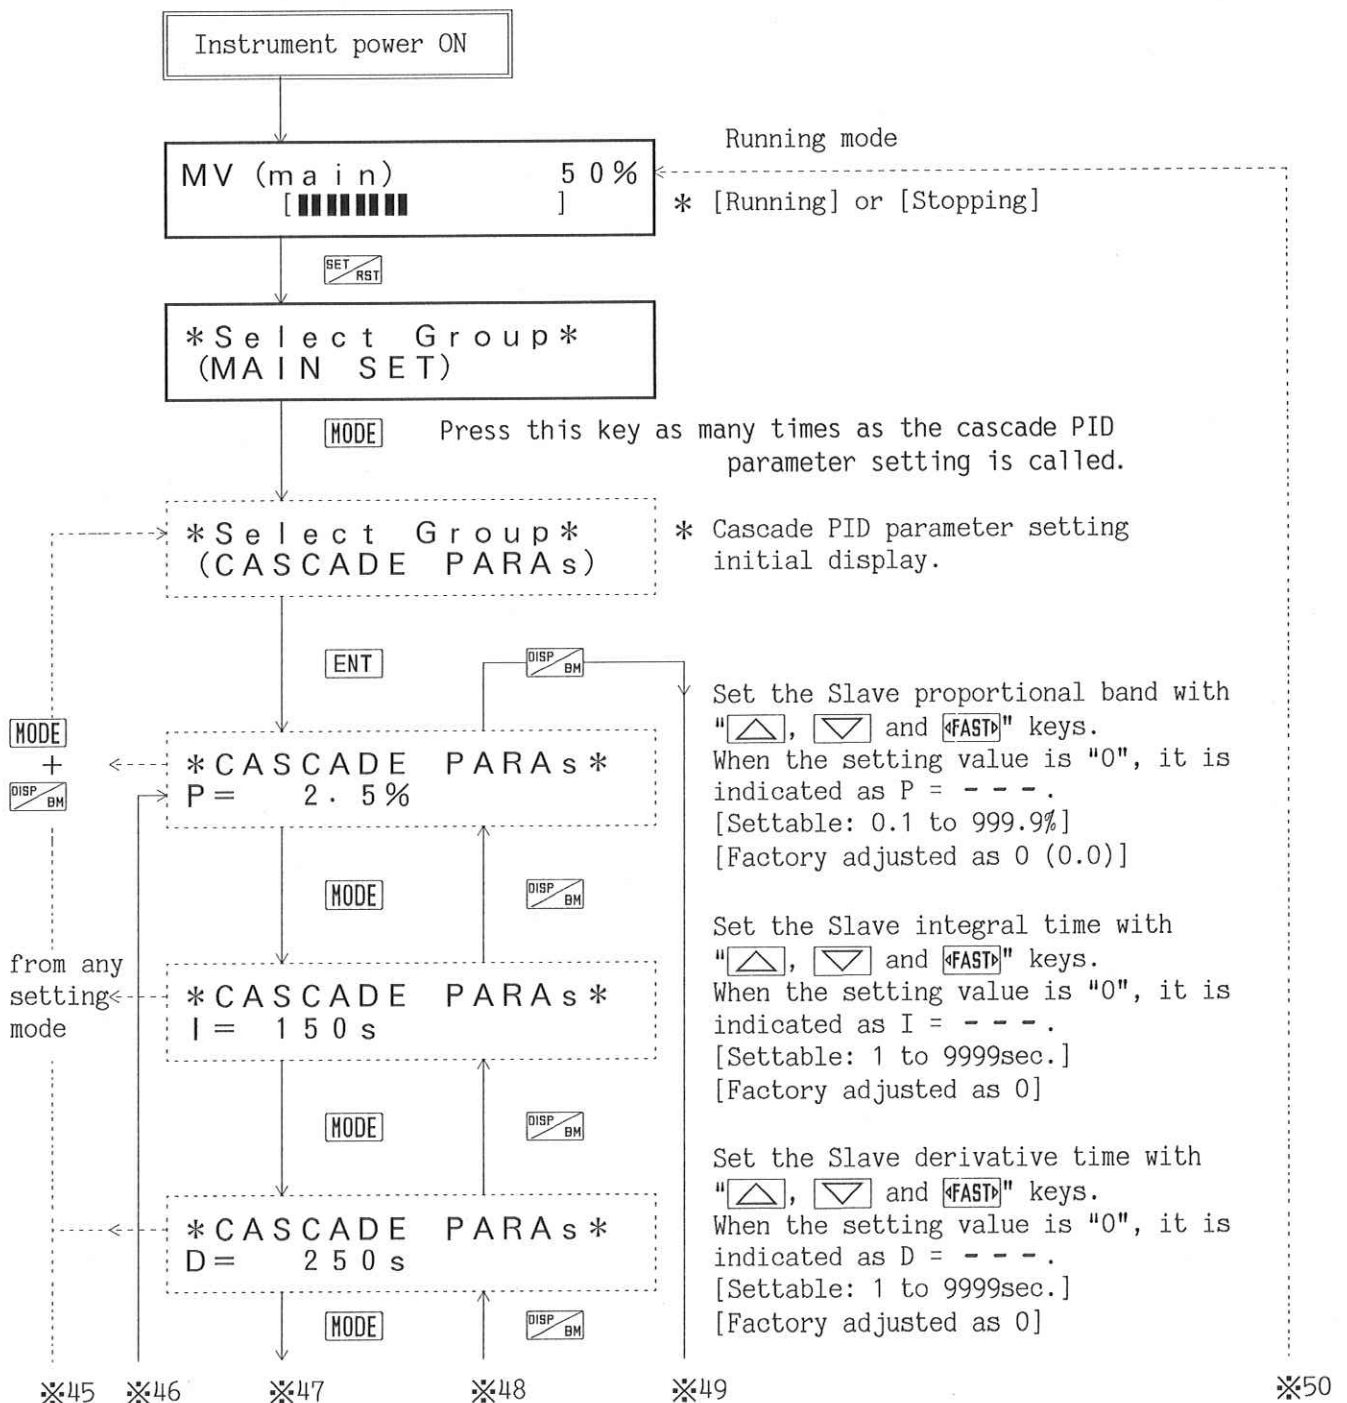 Instrument power ON
Running mode
MV (main) 50%
[ ]
* [Running] or [Stopping]
SET RST
*Select Group*
(MAIN SET)
MODE Press this key as many times as the cascade PID
parameter setting is called.
*Select Group*
(CASCADE PARAs)
* Cascade PID parameter setting
initial display.
ENT
DISP BM
MODE
+
DISP BM
*CASCADE PARAs*
P= 2.5%
Set the Slave proportional band with
"△, ▽ and ◁FAST▷" keys.
When the setting value is "0", it is
indicated as P = - - -.
[Settable: 0.1 to 999.9%]
[Factory adjusted as 0 (0.0)]
MODE
DISP BM
from any
setting
mode
*CASCADE PARAs*
I= 150s
Set the Slave integral time with
"△, ▽ and ◁FAST▷" keys.
When the setting value is "0", it is
indicated as I = - - -.
[Settable: 1 to 9999sec.]
[Factory adjusted as 0]
MODE
DISP BM
*CASCADE PARAs*
D= 250s
Set the Slave derivative time with
"△, ▽ and ◁FAST▷" keys.
When the setting value is "0", it is
indicated as D = - - -.
[Settable: 1 to 9999sec.]
[Factory adjusted as 0]
MODE
DISP BM
※45 ※46 ※47 ※48 ※49 ※50